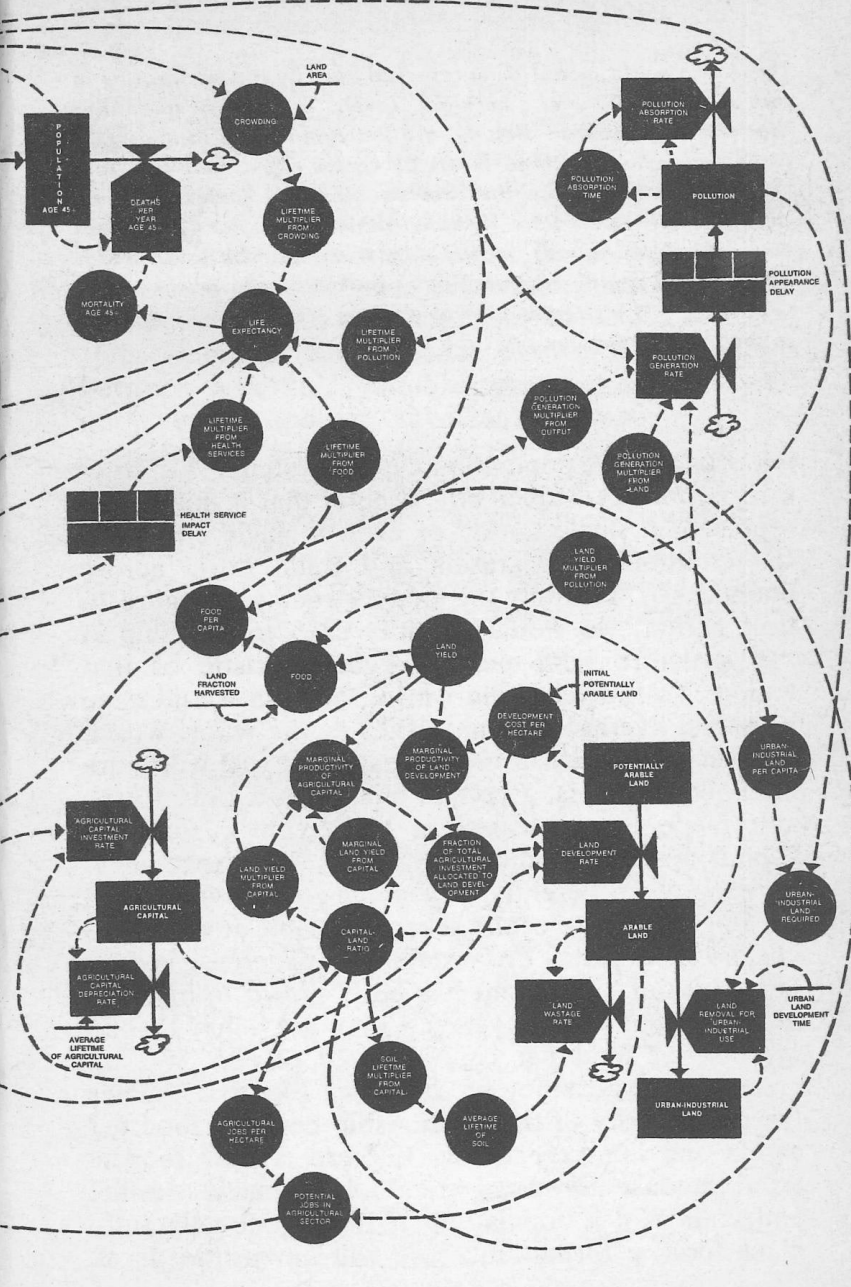 LAND
AREA
CROWDING
POPULATION
AGE 45+
DEATHS
PER
YEAR
AGE 45+
LIFETIME
MULTIPLIER
FROM
CROWDING
MORTALITY
AGE 45+
LIFE
EXPECTANCY
LIFETIME
MULTIPLIER
FROM
POLLUTION
LIFETIME
MULTIPLIER
FROM
HEALTH
SERVICES
LIFETIME
MULTIPLIER
FROM
FOOD
HEALTH SERVICE
IMPACT
DELAY
POLLUTION
ABSORPTION
RATE
POLLUTION
ABSORPTION
TIME
POLLUTION
POLLUTION
APPEARANCE
DELAY
POLLUTION
GENERATION
RATE
POLLUTION
GENERATION
MULTIPLIER
FROM
OUTPUT
POLLUTION
GENERATION
MULTIPLIER
FROM
LAND
LAND
YIELD
MULTIPLIER
FROM
POLLUTION
FOOD
PER
CAPITA
LAND
YIELD
FOOD
LAND
FRACTION
HARVESTED
INITIAL
POTENTIALLY
ARABLE LAND
DEVELOPMENT
COST PER
HECTARE
MARGINAL
PRODUCTIVITY
OF
AGRICULTURAL
CAPITAL
MARGINAL
PRODUCTIVITY
OF LAND
DEVELOPMENT
POTENTIALLY
ARABLE
LAND
URBAN-
INDUSTRIAL
LAND
PER CAPITA
AGRICULTURAL
CAPITAL
INVESTMENT
RATE
LAND YIELD
MULTIPLIER
FROM
CAPITAL
MARGINAL
LAND YIELD
FROM
CAPITAL
FRACTION
OF TOTAL
AGRICULTURAL
INVESTMENT
ALLOCATED TO
LAND DEVEL-
OPMENT
LAND
DEVELOPMENT
RATE
AGRICULTURAL
CAPITAL
CAPITAL-
LAND
RATIO
ARABLE
LAND
URBAN-
INDUSTRIAL
LAND
REQUIRED
AGRICULTURAL
CAPITAL
DEPRECIATION
RATE
AVERAGE
LIFETIME
OF AGRICULTURAL
CAPITAL
LAND
WASTAGE
RATE
LAND
REMOVAL FOR
URBAN-
INDUSTRIAL
USE
URBAN
LAND
DEVELOPMENT
TIME
SOIL
LIFETIME
MULTIPLIER
FROM
CAPITAL
AGRICULTURAL
JOBS PER
HECTARE
AVERAGE
LIFETIME
OF
SOIL
URBAN-INDUSTRIAL
LAND
POTENTIAL
JOBS IN
AGRICULTURAL
SECTOR